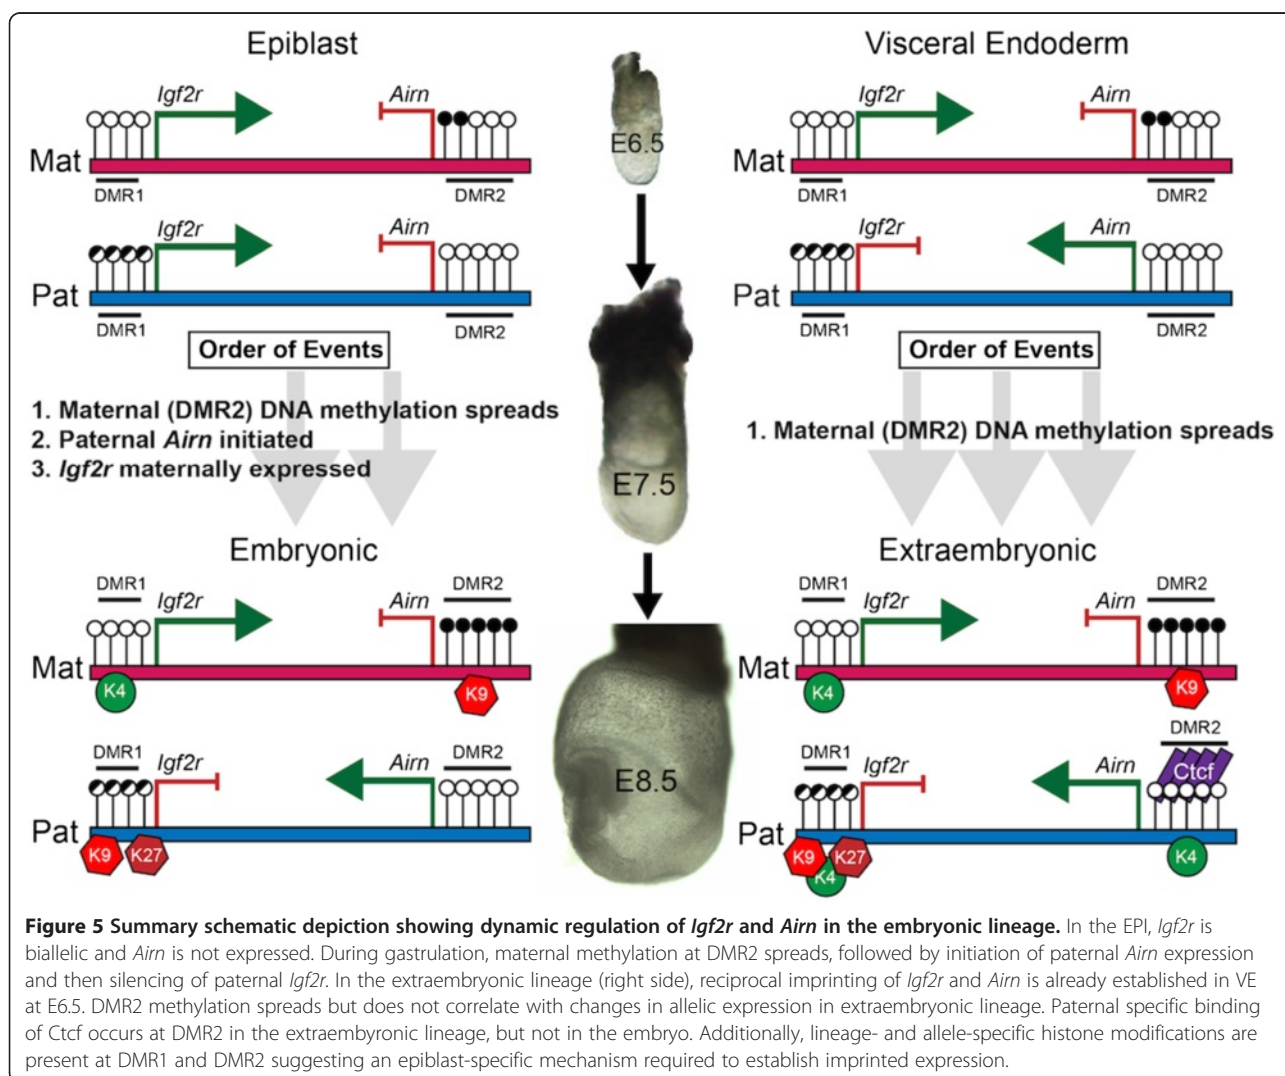 Epiblast
Igf2r
Airn
Mat
DMR1
DMR2
Igf2r
Airn
Pat
DMR1
DMR2
Order of Events
1. Maternal (DMR2) DNA methylation spreads
2. Paternal Airn initiated
3. Igf2r maternally expressed
Embryonic
DMR1
Igf2r
Airn
DMR2
Mat
K4
K9
DMR1
Igf2r
Airn
DMR2
Pat
K9
K27
E6.5
E7.5
E8.5
Visceral Endoderm
Igf2r
Airn
Mat
DMR1
DMR2
Igf2r
Airn
Pat
DMR1
DMR2
Order of Events
1. Maternal (DMR2) DNA methylation spreads
Extraembryonic
DMR1
Igf2r
Airn
DMR2
Mat
K4
K9
DMR1
Igf2r
Airn
DMR2
Ctcf
Pat
K9
K4
K27
K4
Figure 5 Summary schematic depiction showing dynamic regulation of Igf2r and Airn in the embryonic lineage. In the EPI, Igf2r is
biallelic and Airn is not expressed. During gastrulation, maternal methylation at DMR2 spreads, followed by initiation of paternal Airn expression
and then silencing of paternal Igf2r. In the extraembryonic lineage (right side), reciprocal imprinting of Igf2r and Airn is already established in VE
at E6.5. DMR2 methylation spreads but does not correlate with changes in allelic expression in extraembryonic lineage. Paternal specific binding
of Ctcf occurs at DMR2 in the extraembyronic lineage, but not in the embryo. Additionally, lineage- and allele-specific histone modifications are
present at DMR1 and DMR2 suggesting an epiblast-specific mechanism required to establish imprinted expression.